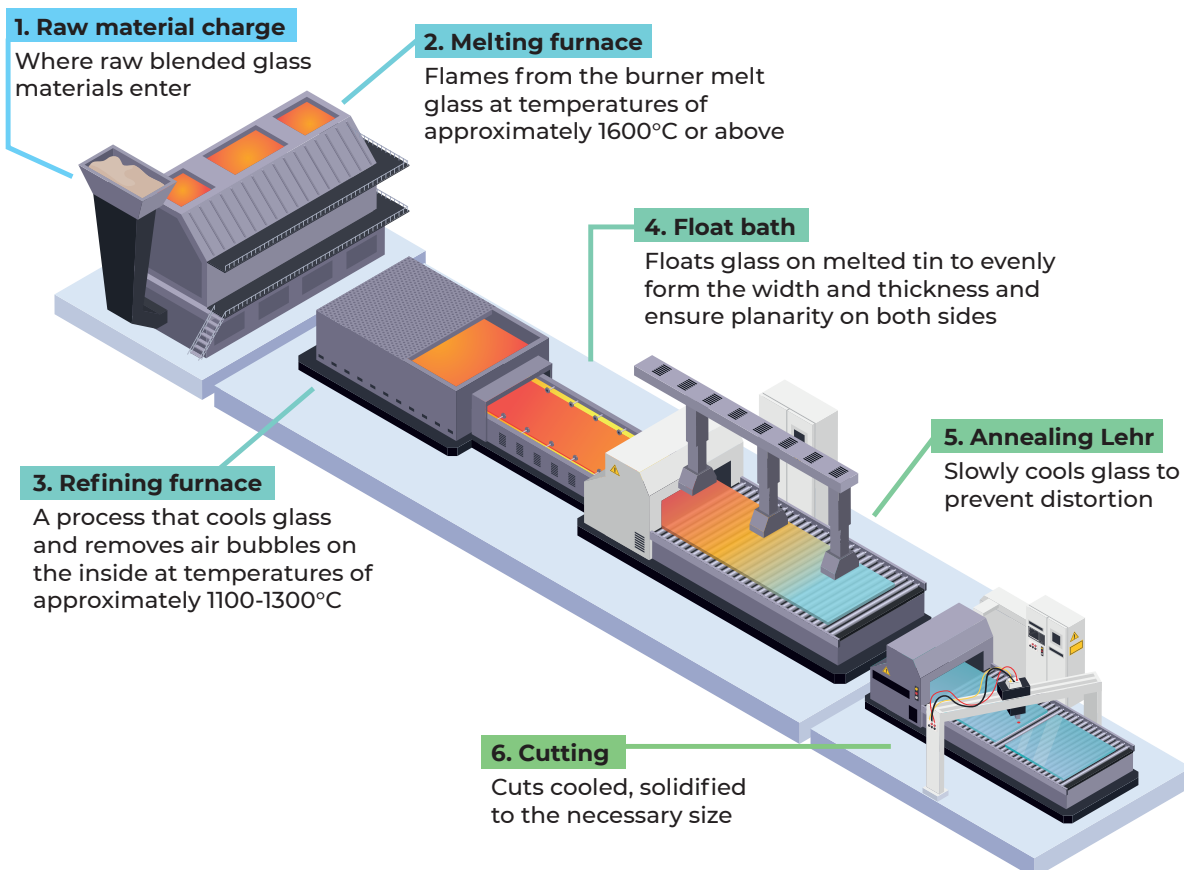 1. Raw material charge
Where raw blended glass
materials enter
2. Melting furnace
Flames from the burner melt
glass at temperatures of
approximately 1600°C or above
3. Refining furnace
A process that cools glass
and removes air bubbles on
the inside at temperatures of
approximately 1100-1300°C
4. Float bath
Floats glass on melted tin to evenly
form the width and thickness and
ensure planarity on both sides
5. Annealing Lehr
Slowly cools glass to
prevent distortion
6. Cutting
Cuts cooled, solidified
to the necessary size